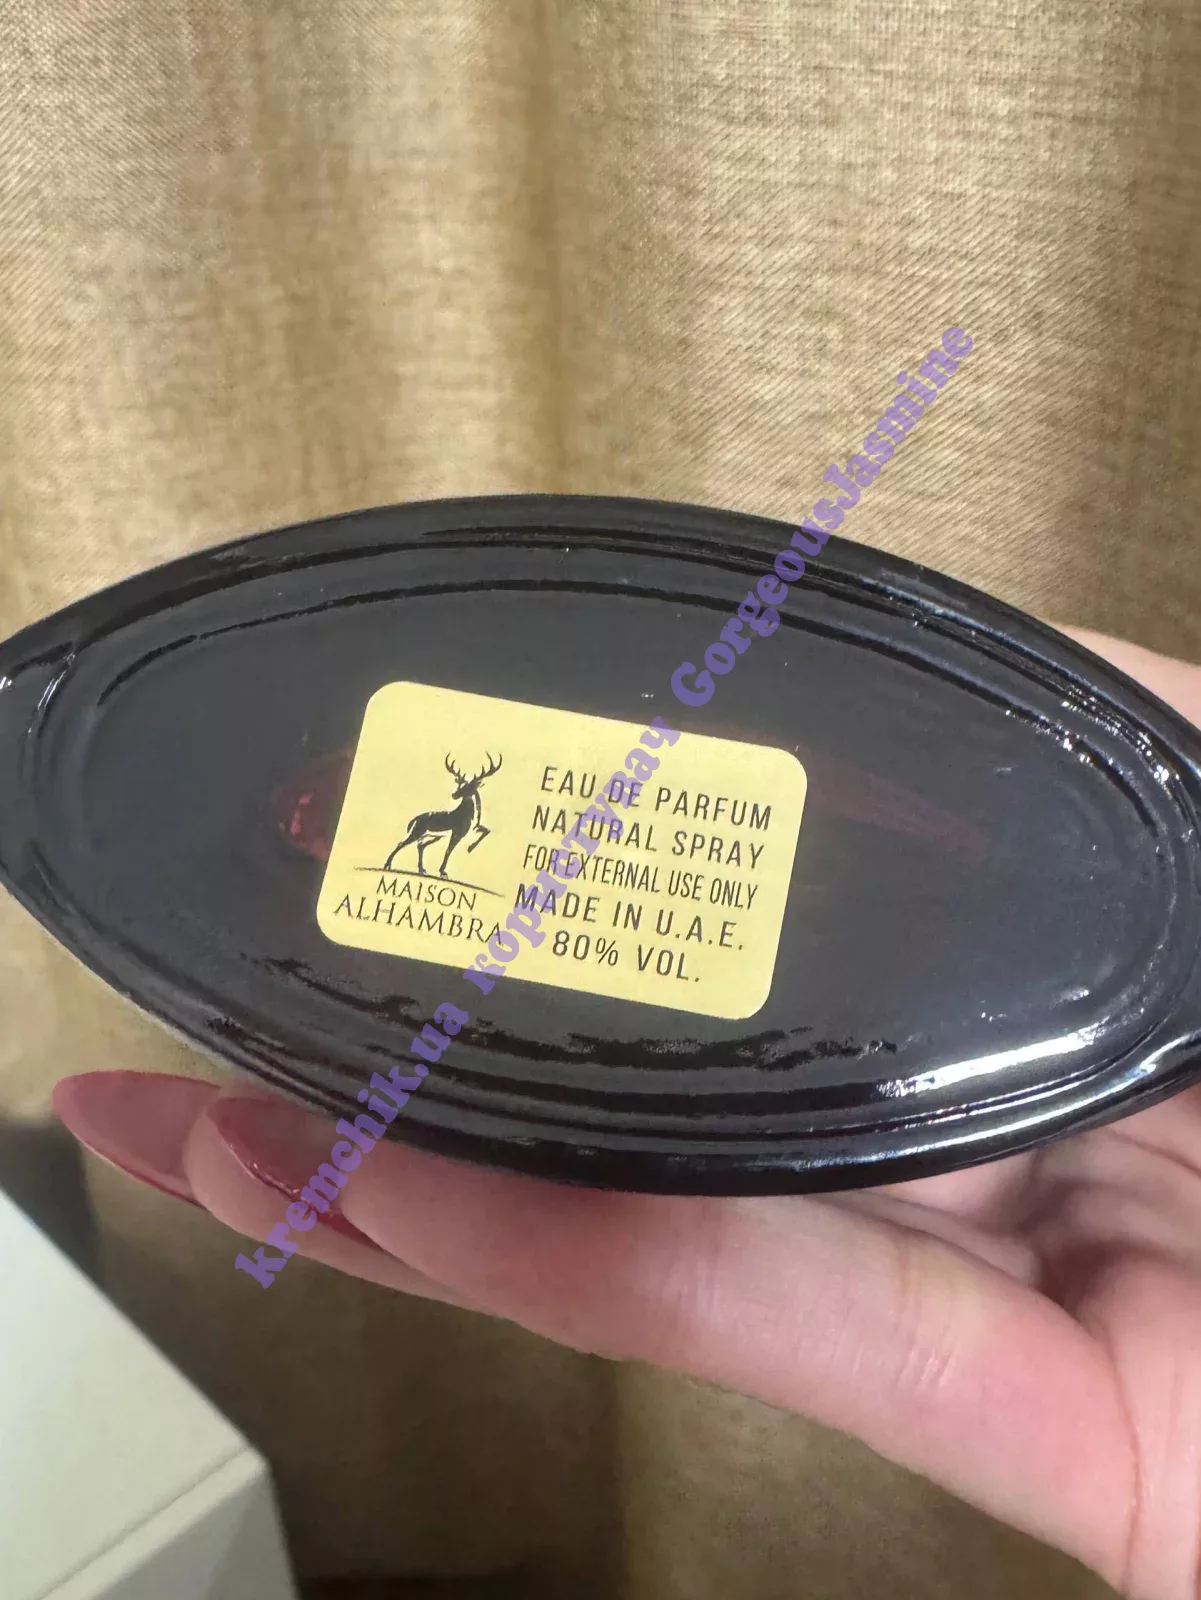 MAISON
ALHAMBRA
EAU DE PARFUM
NATURAL SPRAY
FOR EXTERNAL USE ONLY
MADE IN U.A.E.
80% VOL.
kremchik.ua користувач GorgeousJasmine